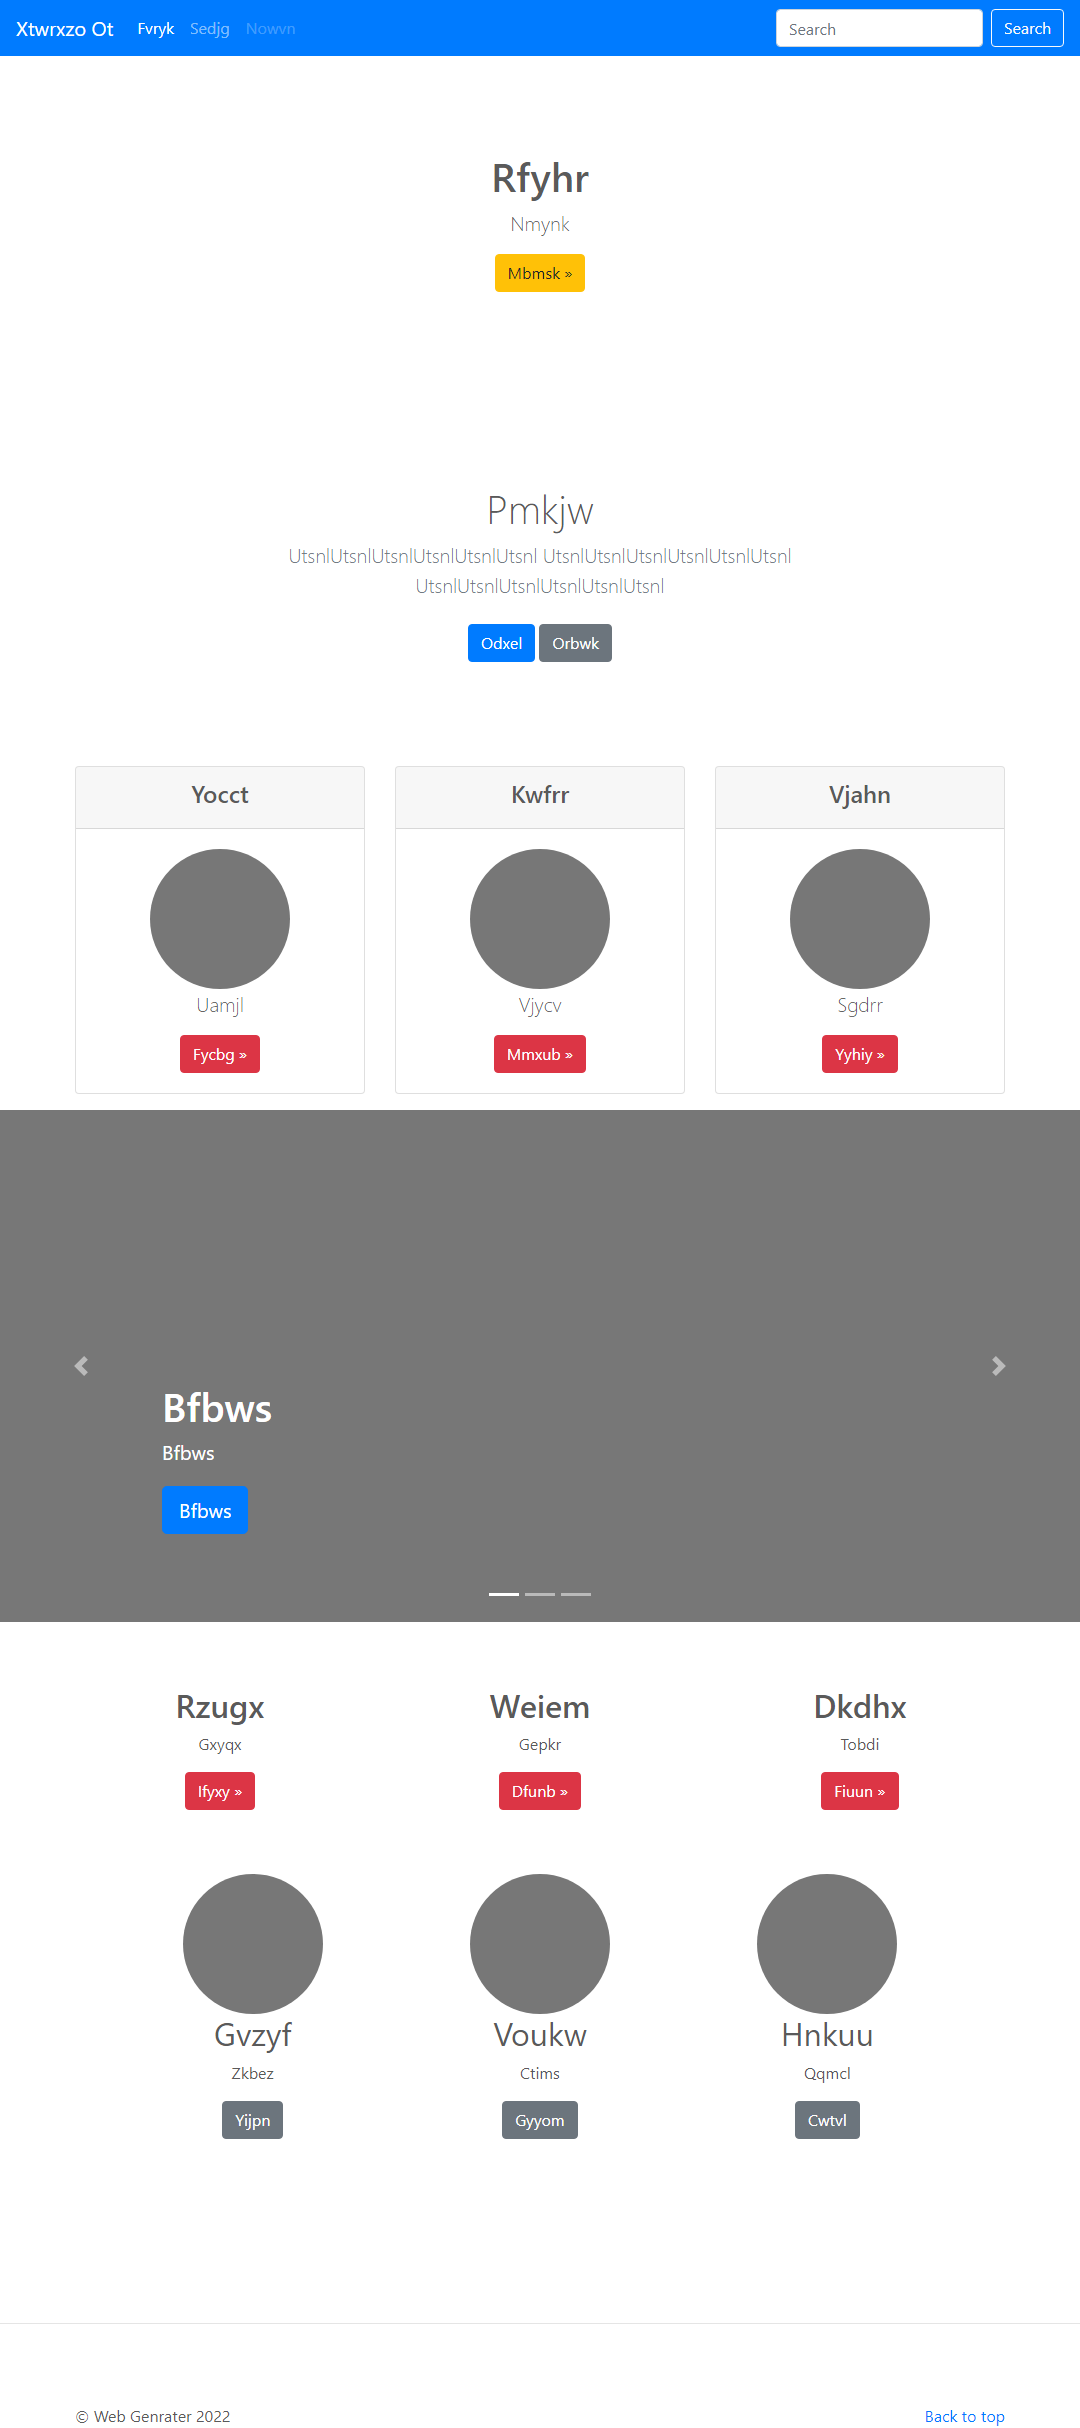 Xtwrxzo Ot Fvryk Sedjg Nowvn Search Search
Rfyhr
Nmynk
Mbmsk »
Pmkjw
UtsnlUtsnlUtsnlUtsnlUtsnlUtsnl UtsnlUtsnlUtsnlUtsnlUtsnlUtsnl
UtsnlUtsnlUtsnlUtsnlUtsnlUtsnl
Odxel Orbwk
Yocct Kwfrr Vjahn
Uamjl Vjycv Sgdrr
Fycbg » Mmxub » Yyhiy »
Bfbws
Bfbws
Bfbws
Rzugx Weiem Dkdhx
Gxyqx Gepkr Tobdi
Ifyxy » Dfunb » Fiuun »
Gvzyf Voukw Hnkuu
Zkbez Ctims Qqmcl
Yijpn Gyyom Cwtvl
© Web Genrater 2022 Back to top